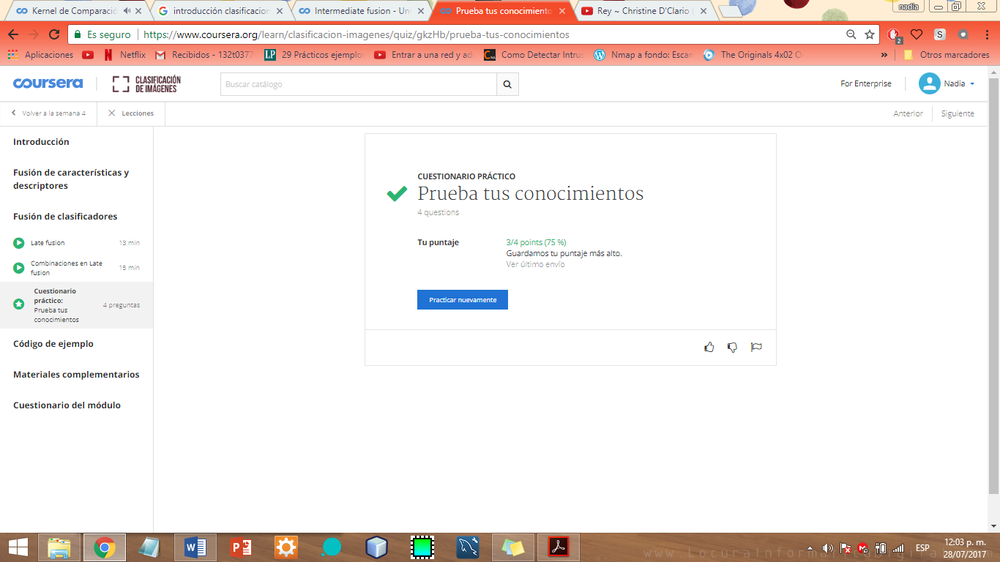 Kernel de Comparació
introducción clasificacion
Intermediate fusion - Uni
Prueba tus conocimiento
Rey ~ Christine D'Clario
nadia
Es seguro
https://www.coursera.org/learn/clasificacion-imagenes/quiz/gkzHb/prueba-tus-conocimientos
2
Aplicaciones
Netflix
Recibidos - 132t0377
29 Prácticos ejemplo
Entrar a una red y ad
Como Detectar Intrus
Nmap a fondo: Escan
The Originals 4x02 O
»
Otros marcadores
coursera
CLASIFICACIÓN
DE IMÁGENES
Buscar catálogo
For Enterprise
Nadia
Volver a la semana 4
Lecciones
Anterior
Siguiente
Introducción
Fusión de características y
descriptores
Fusión de clasificadores
Late fusion 13 min
Combinaciones en Late
fusion
15 min
Cuestionario
práctico:
Prueba tus
conocimientos
4 preguntas
Código de ejemplo
Materiales complementarios
Cuestionario del módulo
CUESTIONARIO PRÁCTICO
Prueba tus conocimientos
4 questions
Tu puntaje
3/4 points (75 %)
Guardamos tu puntaje más alto.
Ver último envío
Practicar nuevamente
ESP
12:03 p. m.
28/07/2017